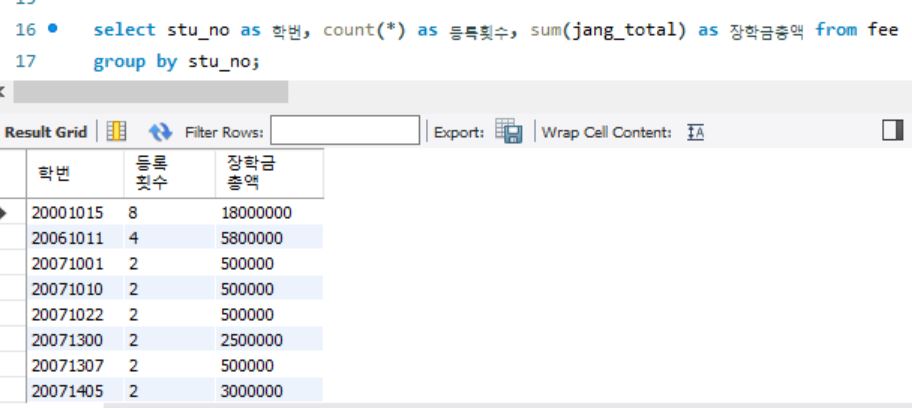 16 select stu_no as 학번, count(*) as 등록횟수, sum(jang_total) as 장학금총액 from fee
17 group by stu_no;
Result Grid Filter Rows: Export: Wrap Cell Content: IA
학번 등록 횟수 장학금 총액
20001015 8 18000000
20061011 4 5800000
20071001 2 500000
20071010 2 500000
20071022 2 500000
20071300 2 2500000
20071307 2 500000
20071405 2 3000000